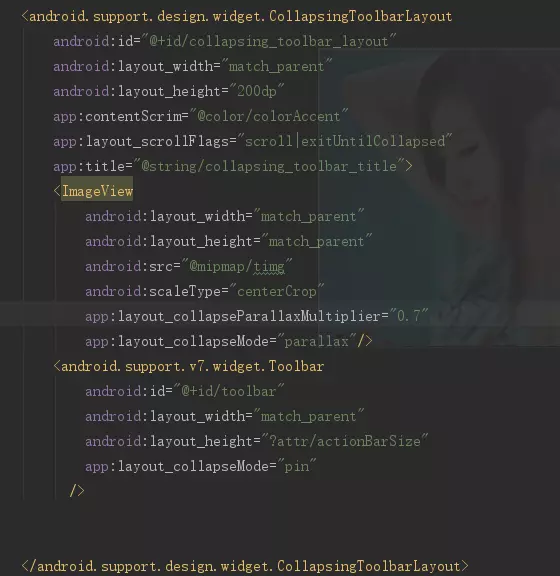 <android.support.design.widget.CollapsingToolbarLayout
android:id="@+id/collapsing_toolbar_layout"
android:layout_width="match_parent"
android:layout_height="200dp"
app:contentScrim="@color/colorAccent"
app:layout_scrollFlags="scroll|exitUntilCollapsed"
app:title="@string/collapsing_toolbar_title">
<ImageView
android:layout_width="match_parent"
android:layout_height="match_parent"
android:src="@mipmap/timg"
android:scaleType="centerCrop"
app:layout_collapseParallaxMultiplier="0.7"
app:layout_collapseMode="parallax"/>
<android.support.v7.widget.Toolbar
android:id="@+id/toolbar"
android:layout_width="match_parent"
android:layout_height="?attr/actionBarSize"
app:layout_collapseMode="pin"
/>
</android.support.design.widget.CollapsingToolbarLayout>